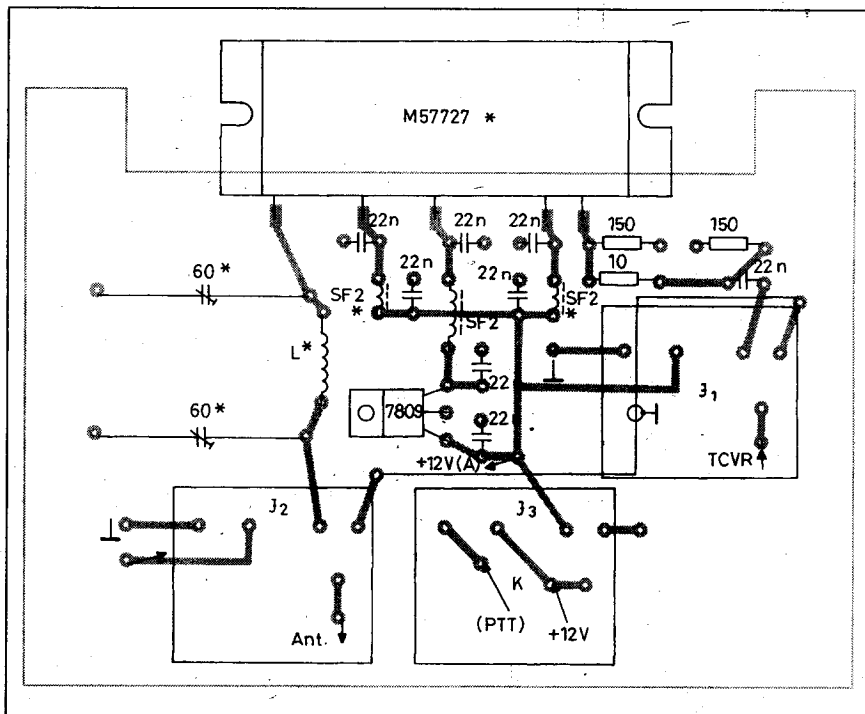 M57727 *
22n
22n
22n
150
150
60*
22n
22n
10
22n
SF2
*
SF2
SF2
*
L*
22
J1
60*
7809
22n
+12V(A)
TCVR
J2
J3
K
(PTT)
+12V
Ant.